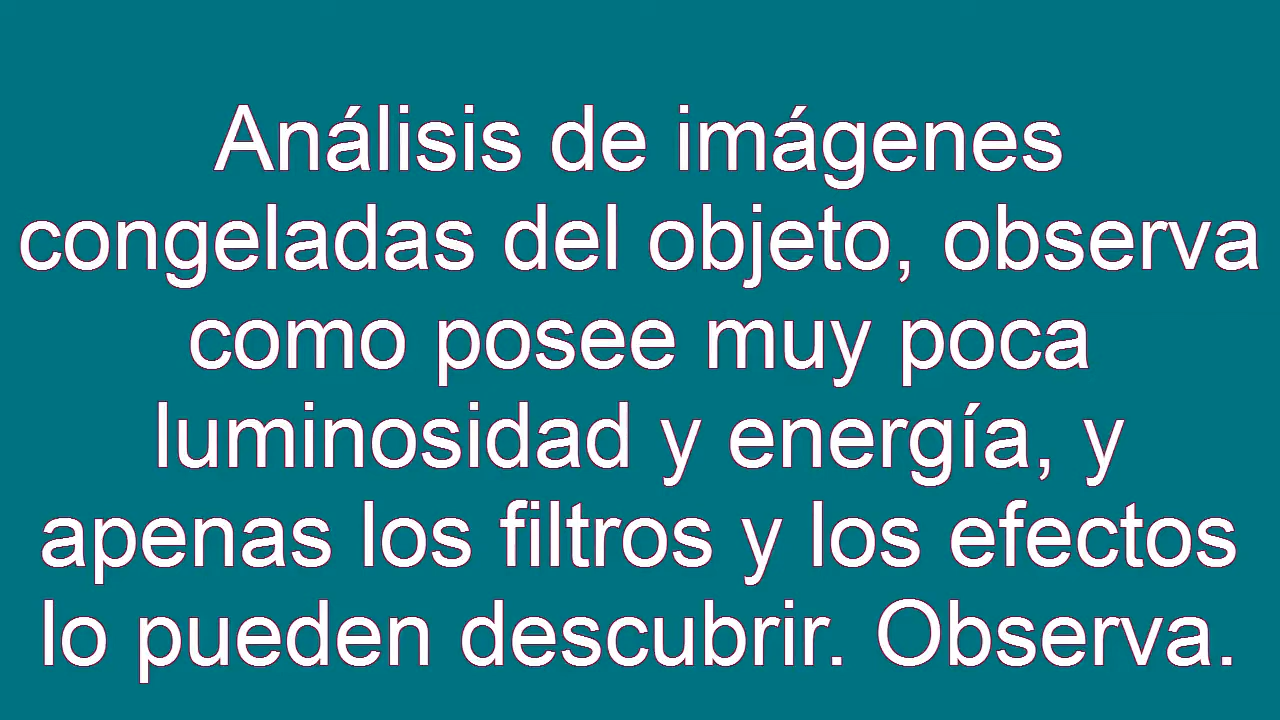 Análisis de imágenes
congeladas del objeto, observa
como posee muy poca
luminosidad y energía, y
apenas los filtros y los efectos
lo pueden descubrir. Observa.